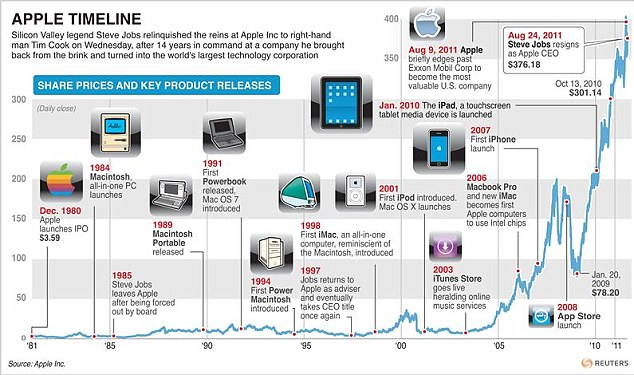 APPLE TIMELINE
Silicon Valley legend Steve Jobs relinquished the reins at Apple Inc to right-hand
man Tim Cook on Wednesday, after 14 years in command at a company he brought
back from the brink and turned into the world's largest technology corporation
SHARE PRICES AND KEY PRODUCT RELEASES
(Daily close)
400
350
300
250
200
150
100
50
0
Dec. 1980
Apple
launches IPO
$3.59
1984
Macintosh,
all-in-one PC
launches
1985
Steve Jobs
leaves Apple
after being forced
out by board
1989
Macintosh
Portable
released
1991
First
Powerbook
released,
Mac OS 7
introduced
1994
First Power
Macintosh
introduced
1997
Jobs returns to
Apple as adviser
and eventually
takes CEO title
once again
1998
First iMac, an all-in-one
computer, reminiscent of
the Macintosh, introduced
2001
First iPod introduced.
Mac OS X launches
2003
iTunes Store
goes live
heralding online
music services
2006
Macbook Pro
and new iMac
comes first
Apple computers
to use Intel chips
2007
First iPhone
launch
2008
App Store
launch
Jan. 20,
2009
$78.20
Jan. 2010 The iPad, a touchscreen
tablet media device is launched
Oct 13, 2010
$301.14
Aug 9, 2011 Apple
briefly edges past
Exxon Mobil Corp to
become the most
valuable U.S. company
Aug 24, 2011
Steve Jobs resigns
as Apple CEO
$376.18
'81
'85
'90
'95
'00
'05
'10
'11
Source: Apple Inc.
REUTERS